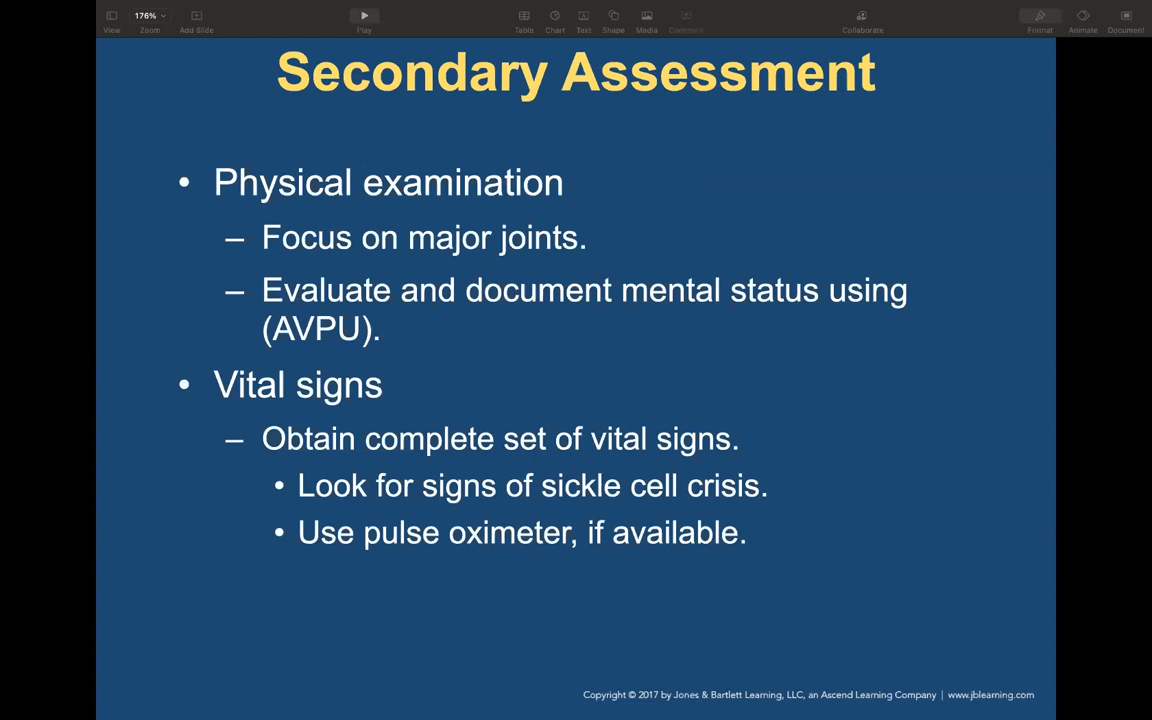 176%
View Zoom Add Slide Play Table Chart Text Shape Media Comment Collaborate Format Animate Document
Secondary Assessment
• Physical examination
– Focus on major joints.
– Evaluate and document mental status using
(AVPU).
• Vital signs
– Obtain complete set of vital signs.
• Look for signs of sickle cell crisis.
• Use pulse oximeter, if available.
Copyright © 2017 by Jones & Bartlett Learning, LLC, an Ascend Learning Company | www.jblearning.com